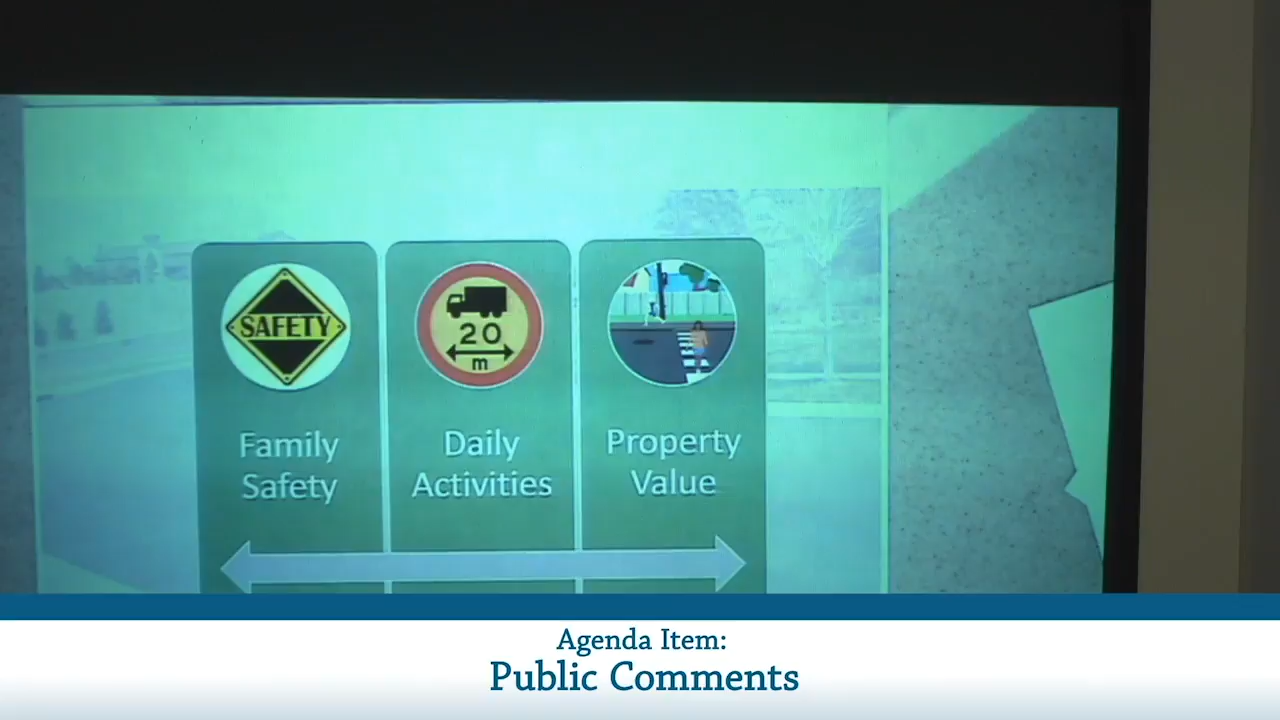 SAFETY
20
m
Family
Safety
Daily
Activities
Property
Value
Agenda Item:
Public Comments